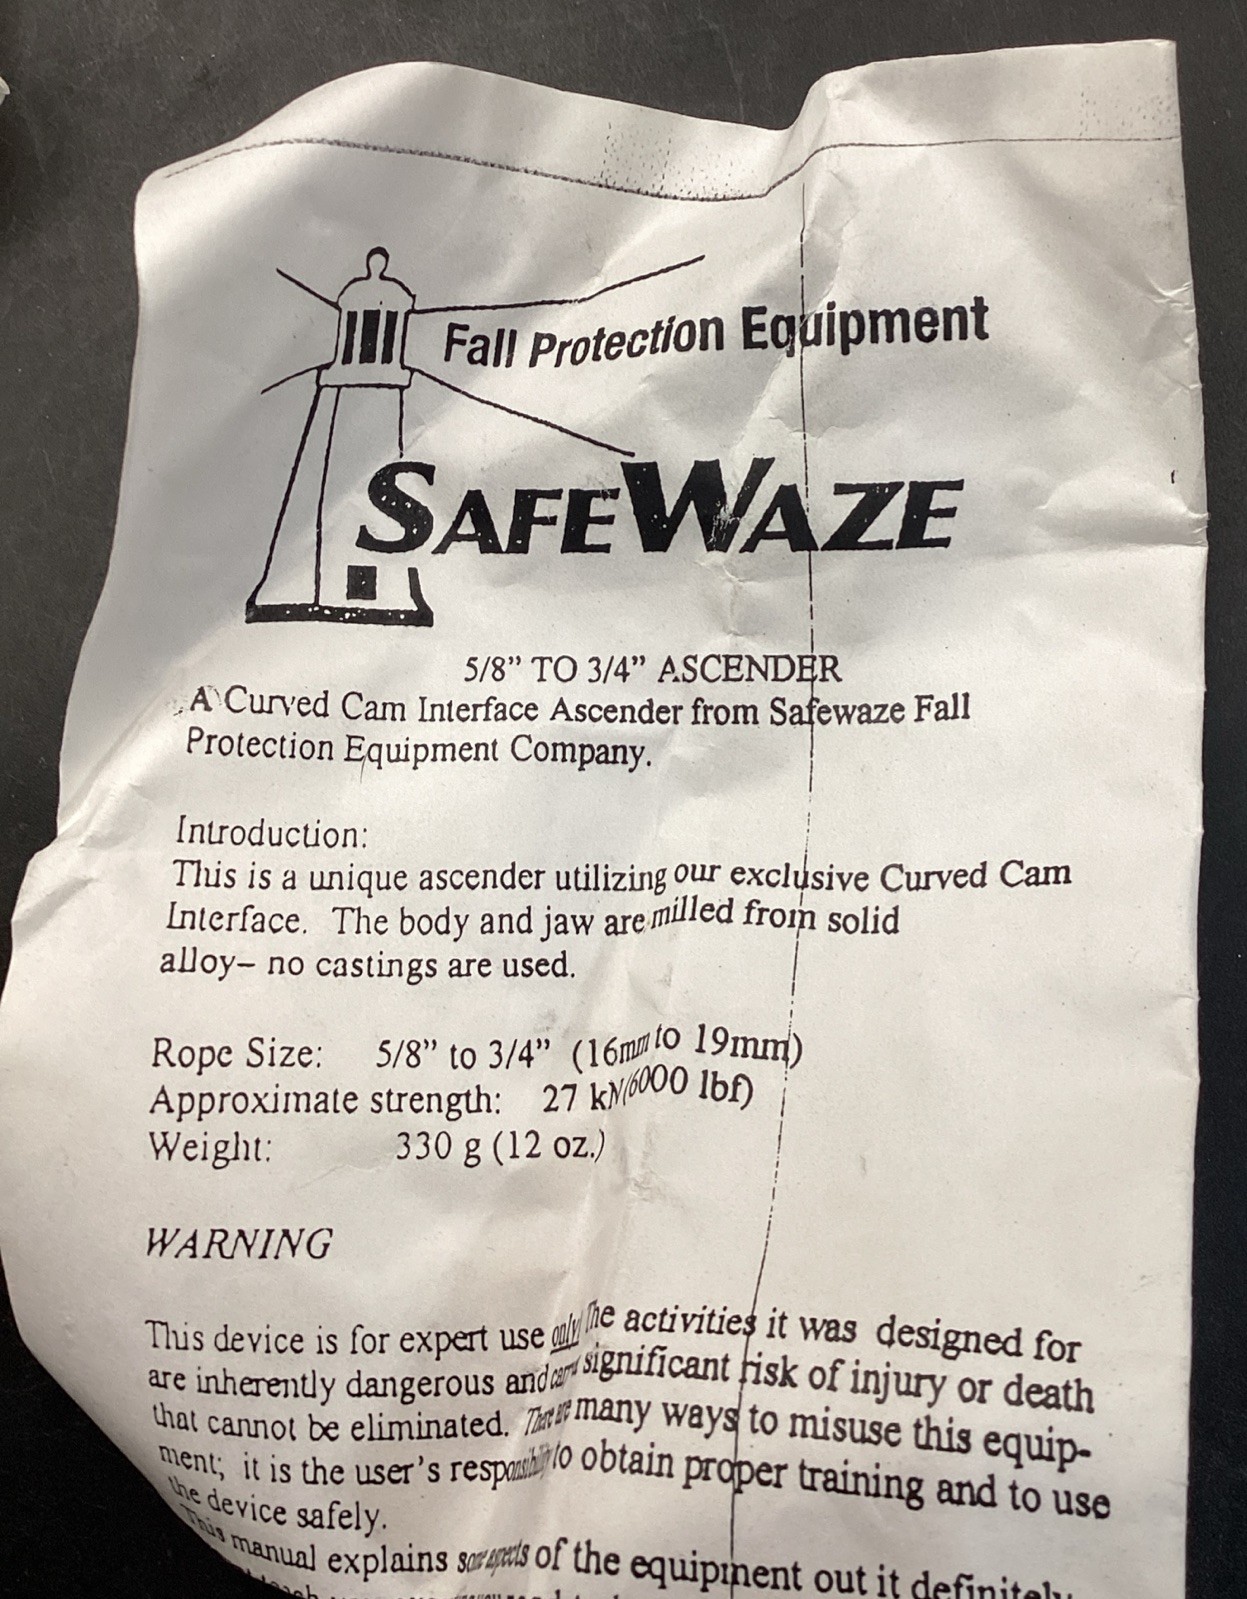 Fall Protection Equipment
SAFEWAZE
5/8” TO 3/4” ASCENDER
A Curved Cam Interface Ascender from Safewaze Fall
Protection Equipment Company.
Introduction:
This is a unique ascender utilizing our exclusive Curved Cam
Interface. The body and jaw are milled from solid
alloy– no castings are used.
Rope Size: 5/8” to 3/4” (16mm to 19mm)
Approximate strength: 27 kN(6000 lbf)
Weight: 330 g (12 oz.)
WARNING
This device is for expert use only The activities it was designed for
are inherently dangerous and carry significant risk of injury or death
that cannot be eliminated. There are many ways to misuse this equip-
ment; it is the user’s responsibility to obtain proper training and to use
the device safely.
This manual explains some aspects of the equipment out it definitely